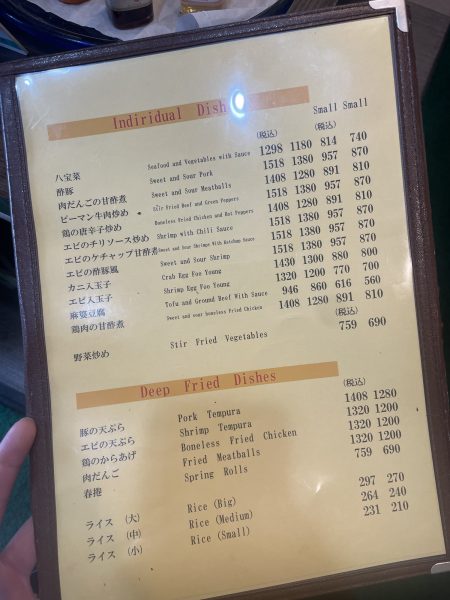 Indiridual Dishes
Small Small
(税込) (税込)
八宝菜 Seafood and Vegetables with Sauce 1298 1180 814 740
酢豚 Sweet and Sour Pork 1518 1380 957 870
肉だんごの甘酢煮 Sweet and Sour Meatballs 1408 1280 891 810
ピーマン牛肉炒め Stir Fried Beef and Green Peppers 1518 1380 957 870
鶏の唐辛子炒め Boneless Fried Chicken and Hot Peppers 1408 1280 891 810
エビのチリソース炒め Shrimp with Chili Sauce 1518 1380 957 870
エビのケチャップ甘酢煮 Sweet and Sour Shrimp With Ketchup Sauce 1518 1380 957 870
エビの酢豚風 Sweet and Sour Shrimp 1518 1380 957 870
カニ入玉子 Crab Egg Foo Young 1430 1300 880 800
エビ入玉子 Shrimp Egg Foo Young 1320 1200 770 700
麻婆豆腐 Tofu and Ground Beef With Sauce 946 860 616 560
鶏肉の甘酢煮 Sweet and sour boneless Fried Chicken 1408 1280 891 810
(税込)
野菜炒め Stir Fried Vegetables 759 690
Deep Fried Dishes
(税込)
豚の天ぷら Pork Tempura 1408 1280
エビの天ぷら Shrimp Tempura 1320 1200
鶏のからあげ Boneless Fried Chicken 1320 1200
肉だんご Fried Meatballs 1320 1200
春捲 Spring Rolls 759 690
ライス (大) Rice (Big) 297 270
ライス (中) Rice (Medium) 264 240
ライス (小) Rice (Small) 231 210